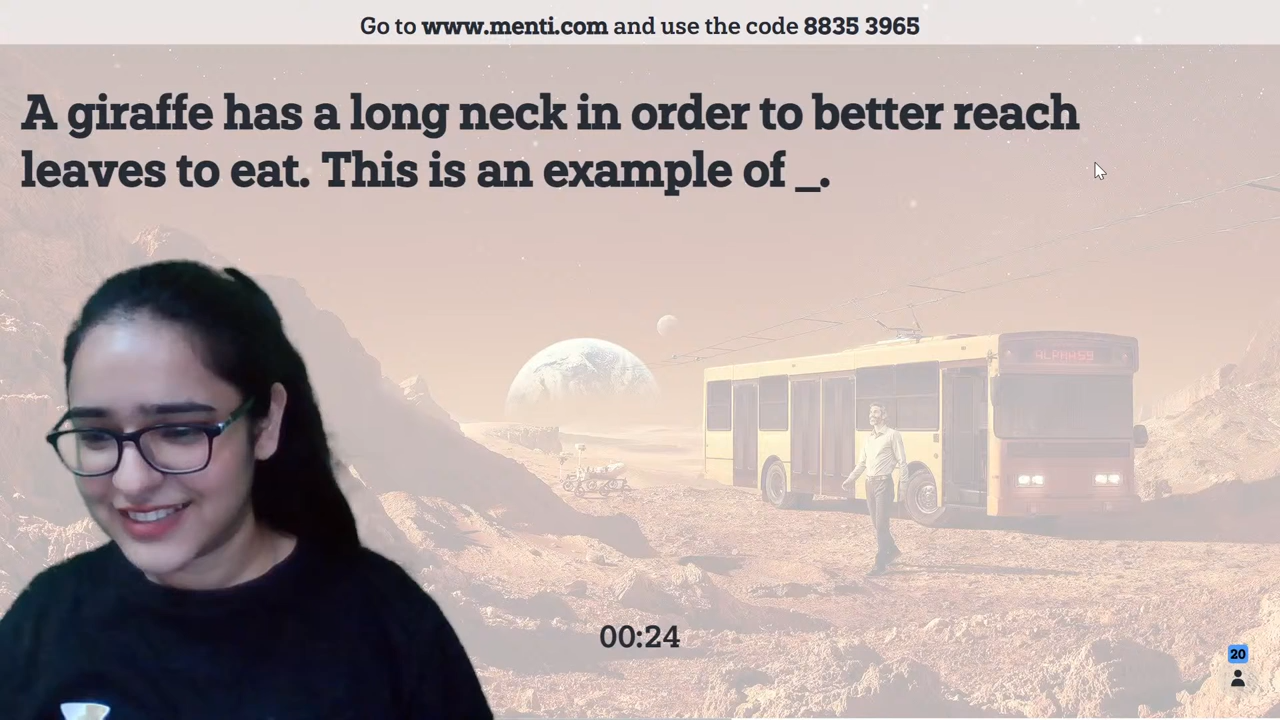 Go to www.menti.com and use the code 8835 3965
A giraffe has a long neck in order to better reach
leaves to eat. This is an example of _.
ALPHA59
00:24
20